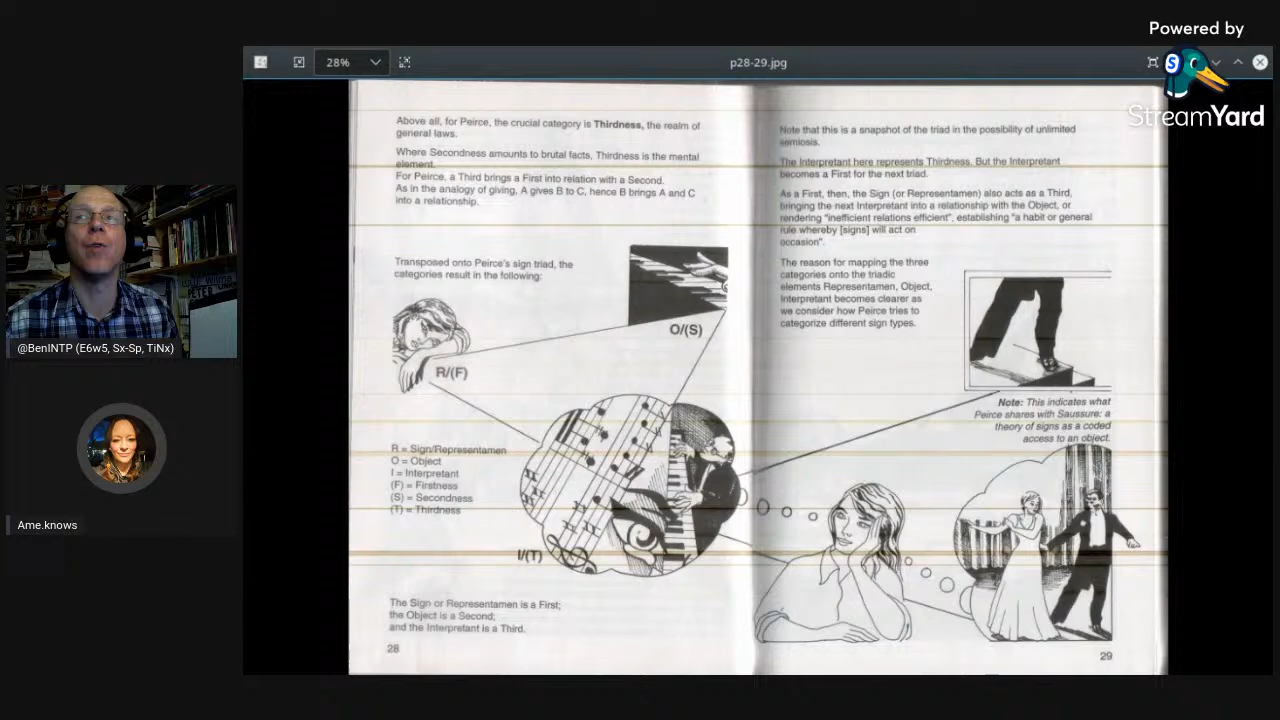 Powered by
StreamYard
28%
p28-29.jpg
Above all, for Peirce, the crucial category is Thirdness, the realm of
general laws.
Where Secondness amounts to brutal facts, Thirdness is the mental
element.
For Peirce, a Third brings a First into relation with a Second.
As in the analogy of giving, A gives B to C, hence B brings A and C
into a relationship.
Transposed onto Peirce's sign triad, the
categories result in the following:
O/(S)
R/(F)
R = Sign/Representamen
O = Object
I = Interpretant
(F) = Firstness
(S) = Secondness
(T) = Thirdness
I/(T)
The Sign or Representamen is a First;
the Object is a Second;
and the Interpretant is a Third.
28
Note that this is a snapshot of the triad in the possibility of unlimited
semiosis.
The Interpretant here represents Thirdness. But the Interpretant
becomes a First for the next triad.
As a First, then, the Sign (or Representamen) also acts as a Third,
bringing the next Interpretant into a relationship with the Object, or
rendering "inefficient relations efficient", establishing "a habit or general
rule whereby [signs] will act on
occasion".
The reason for mapping the three
categories onto the triadic
elements Representamen, Object,
Interpretant becomes clearer as
we consider how Peirce tries to
categorize different sign types.
Note: This indicates what
Peirce shares with Saussure: a
theory of signs as a coded
access to an object.
29
@BenINTP (E6w5, Sx-Sp, TiNx)
Ame.knows